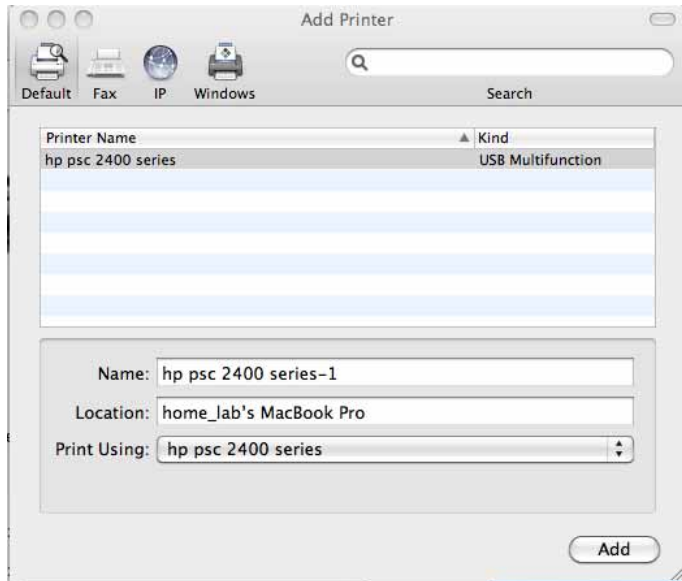 Add Printer
Default Fax IP Windows Search
Printer Name Kind
hp psc 2400 series USB Multifunction
Name: hp psc 2400 series-1
Location: home_lab's MacBook Pro
Print Using: hp psc 2400 series
Add